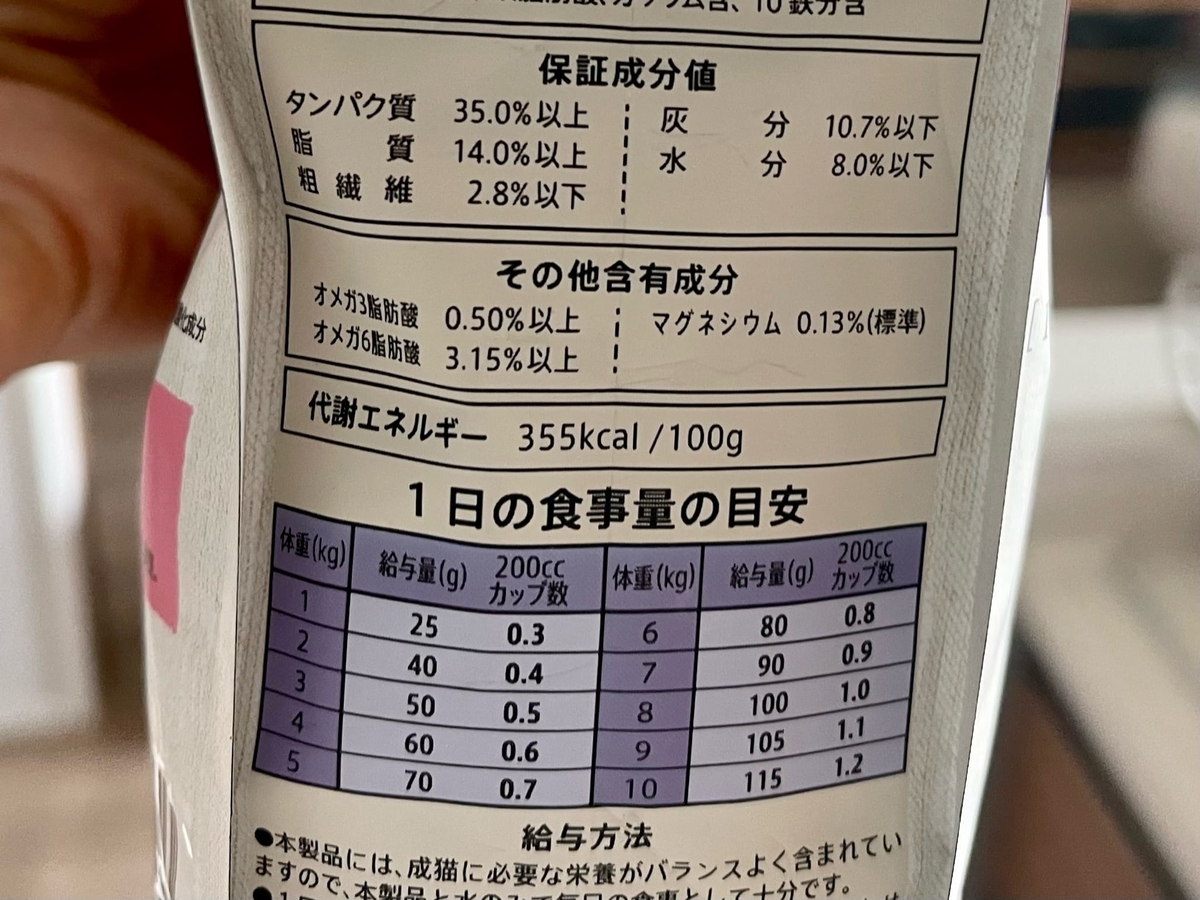 ム含、10 鉄分含
保証成分値
タンパク質 35.0%以上 灰分 10.7%以下
脂質 14.0%以上 水分 8.0%以下
粗繊維 2.8%以下
その他含有成分
オメガ3脂肪酸 0.50%以上 マグネシウム 0.13%(標準)
オメガ6脂肪酸 3.15%以上
代謝エネルギー 355kcal /100g
1日の食事量の目安
体重(kg) 給与量(g) 200cc カップ数 体重(kg) 給与量(g) 200cc カップ数
1 25 0.3 6 80 0.8
2 40 0.4 7 90 0.9
3 50 0.5 8 100 1.0
4 60 0.6 9 105 1.1
5 70 0.7 10 115 1.2
給与方法
●本製品には、成猫に必要な栄養がバランスよく含まれてい
ますので、本製品と水のみで毎日の食事として十分です。